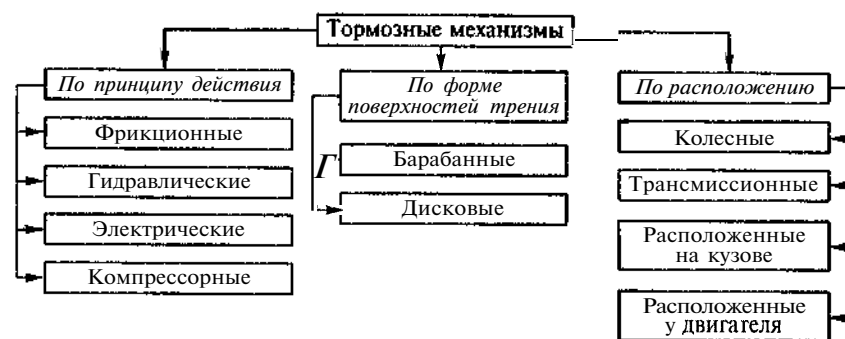 Тормозные механизмы
По принципу действия
Фрикционные
Гидравлические
Электрические
Компрессорные
По форме
поверхностей трения
Г
Барабанные
Дисковые
По расположению
Колесные
Трансмиссионные
Расположенные
на кузове
Расположенные
у двигателя